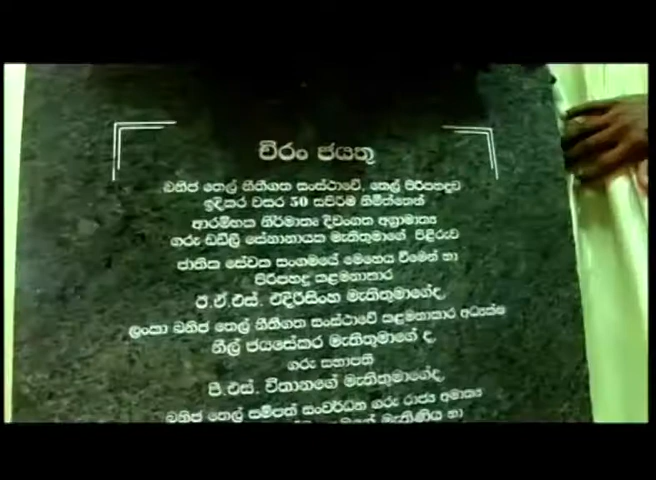 චිරං ජයතු
ඛනිජ තෙල් නීතිගත සංස්ථාවේ, තෙල් පිරිපහදුව
ඉදිකර වසර 50 සපිරීම නිමිත්තෙන්
ආරම්භක නිර්මාතෘ දිවංගත අග්‍රාමාත්‍ය
ගරු ඩඩ්ලි සේනානායක මැතිතුමාගේ පිළිරුව
ජාතික සේවක සංගමයේ මෙහෙය වීමෙන් හා
පිරිපහදු කළමනාකාර
ඊ.ඒ.එස්. එදිරිසිංහ මැතිතුමාගේද,
ලංකා ඛනිජ තෙල් නීතිගත සංස්ථාවේ කළමනාකාර අධ්‍යක්ෂ
නීල් ජයසේකර මැතිතුමාගේ ද,
ගරු සභාපති
පී.එස්. විතානගේ මැතිතුමාගේද,
ඛනිජ තෙල් සම්පත් සංවර්ධන ගරු රාජ්‍ය අමාත්‍ය
මැතිණිය හා